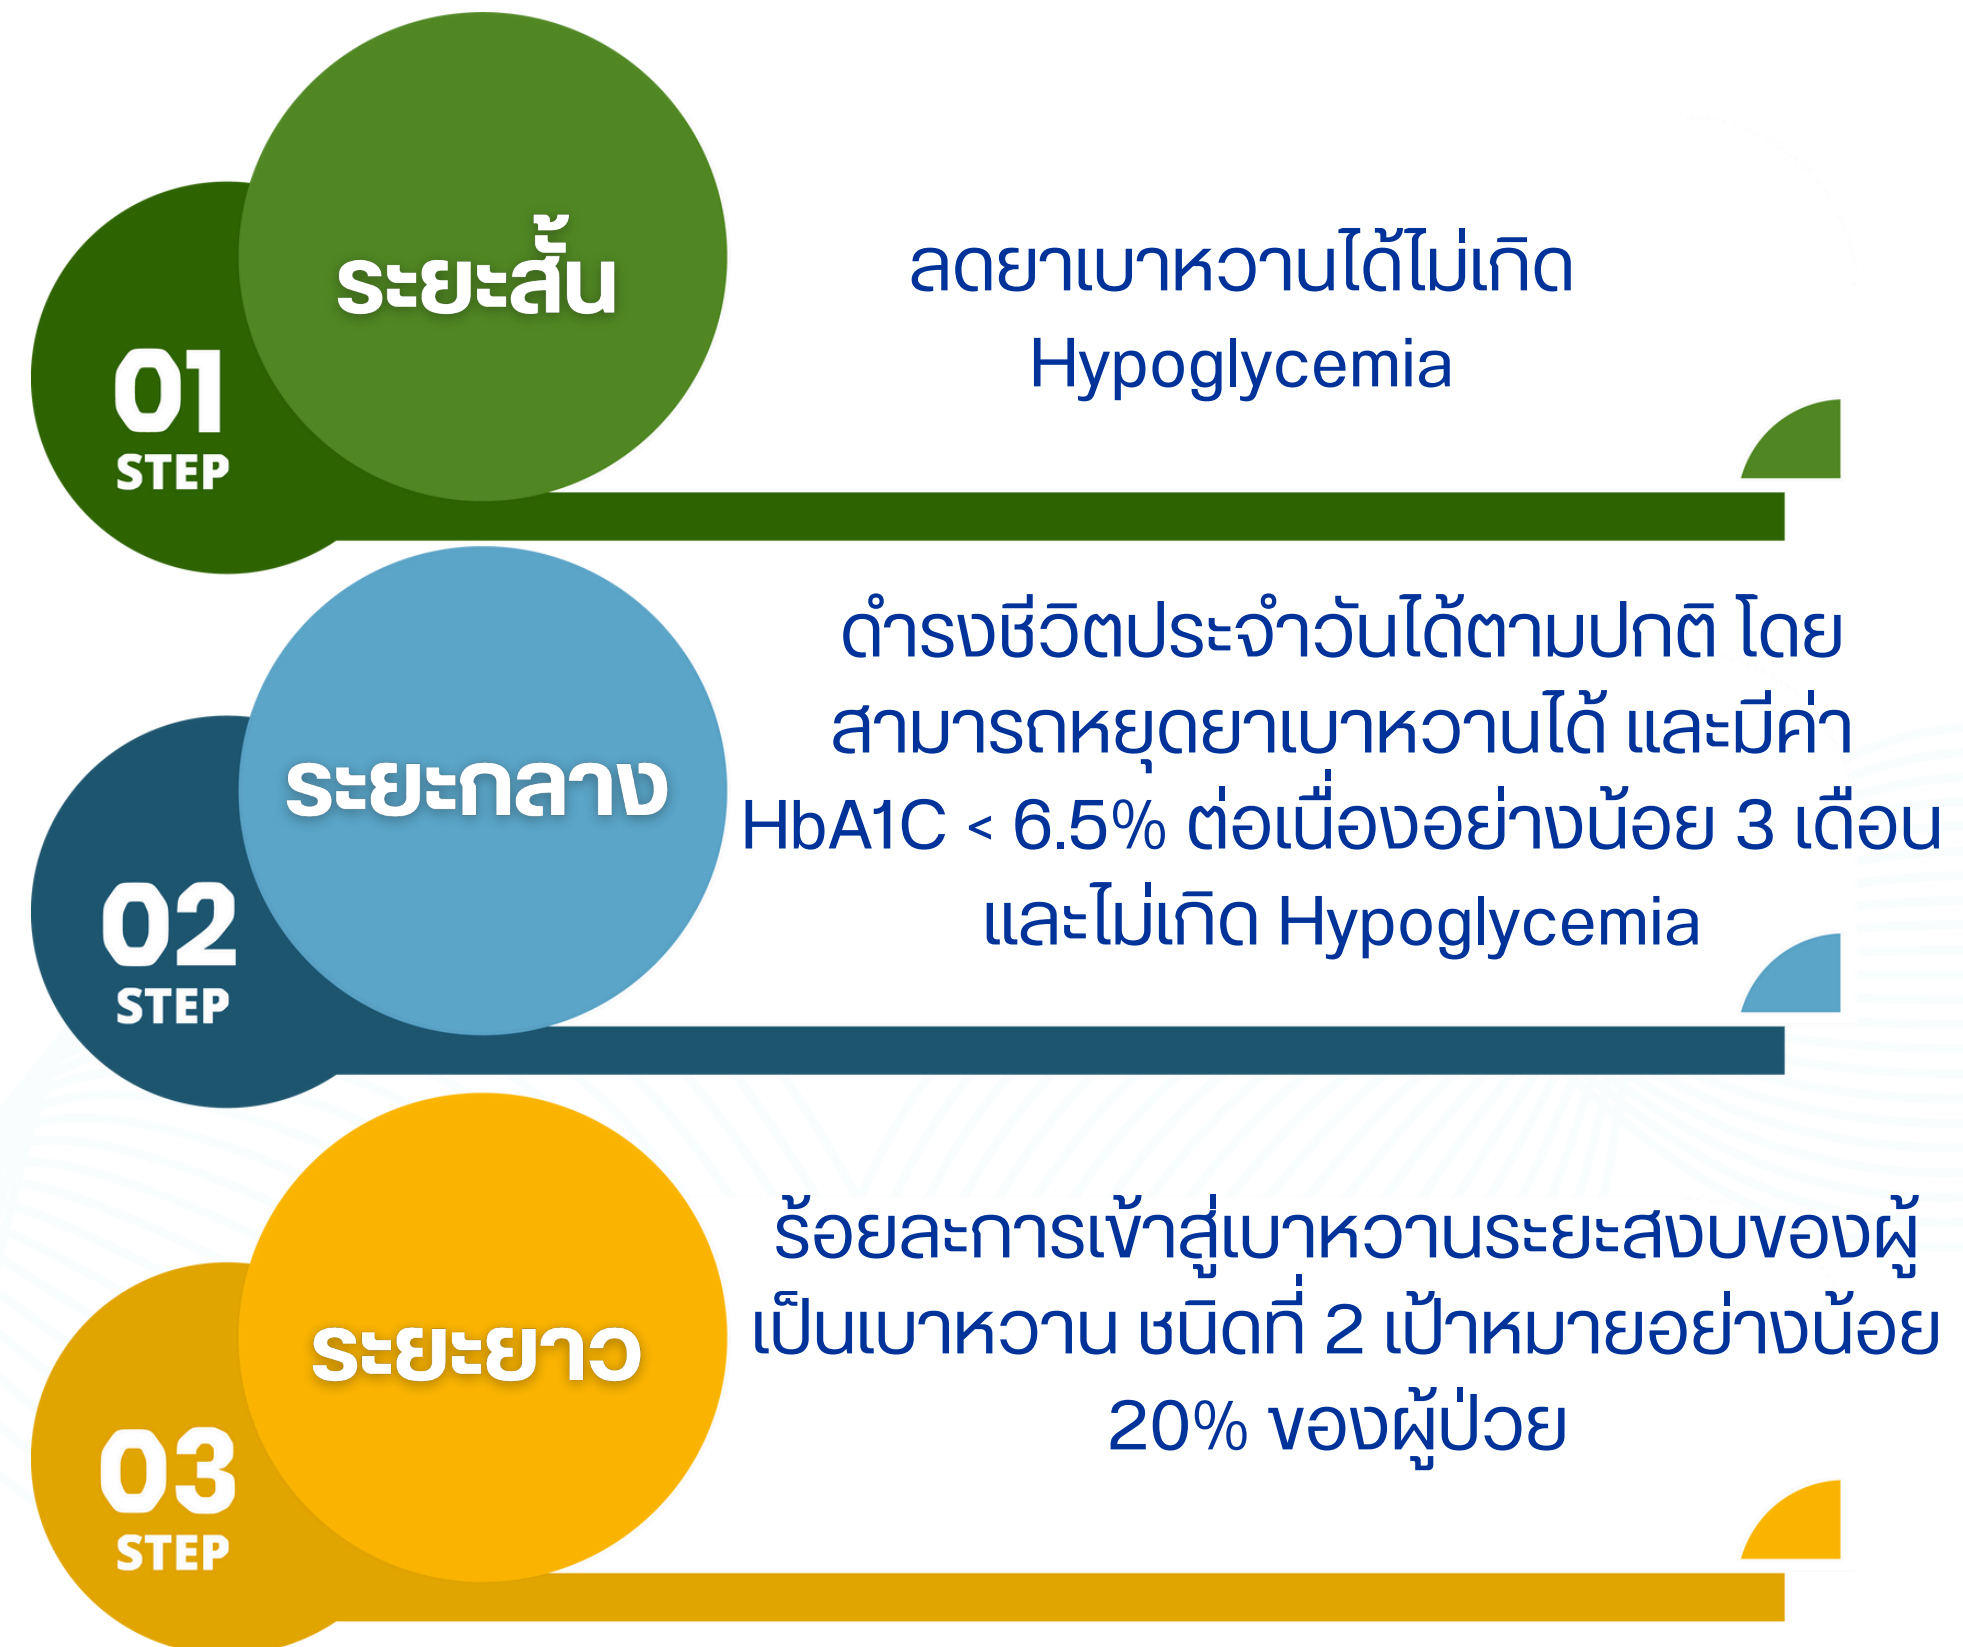 ระยะสั้น
01
STEP
ลดยาเบาหวานได้ไม่เกิด
Hypoglycemia
ระยะกลาง
02
STEP
ดำรงชีวิตประจำวันได้ตามปกติ โดย
สามารถหยุดยาเบาหวานได้ และมีค่า
HbA1C < 6.5% ต่อเนื่องอย่างน้อย 3 เดือน
และไม่เกิด Hypoglycemia
ระยะยาว
03
STEP
ร้อยละการเข้าสู่เบาหวานระยะสงบของผู้
เป็นเบาหวาน ชนิดที่ 2 เป้าหมายอย่างน้อย
20% ของผู้ป่วย